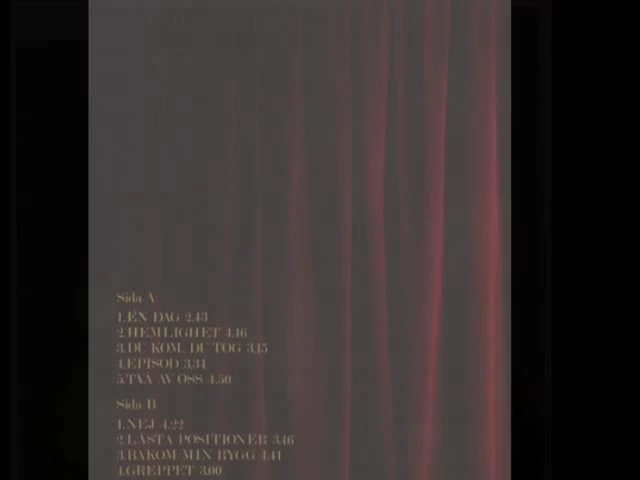 Sida A
1.EN DAG 2.43
2.HEMLIGHET 4.16
3.DU KOM, DU TOG 3.15
4.EPISOD 3.34
5.TVÅ AV OSS 4.50
Sida B
1.NEJ 4.22
2.LÅSTA POSITIONER 3.46
3.BAKOM MIN RYGG 4.41
4.GREPPET 3.00